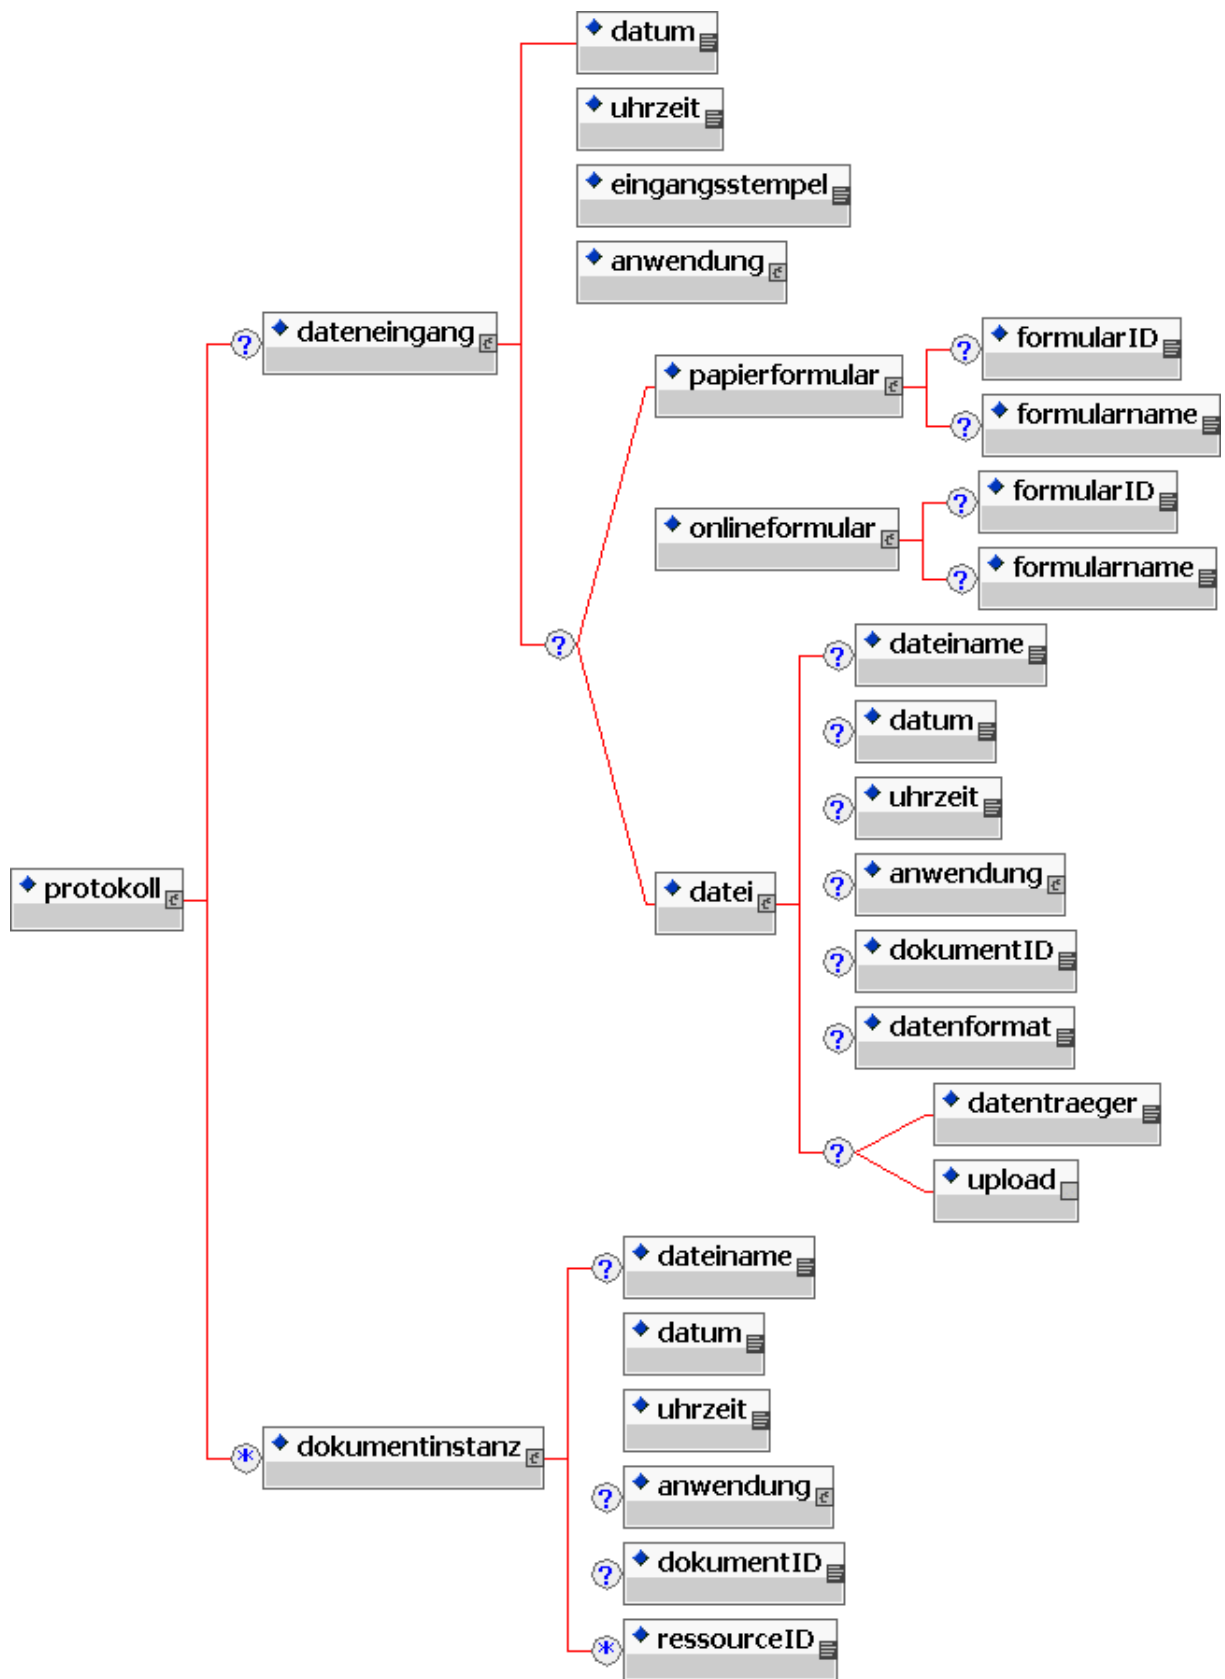 datum
uhrzeit
eingangsstempel
anwendung
? dateneingang
papierformular
? formularID
? formularname
onlineformular
? formularID
? formularname
?
? dateiname
? datum
? uhrzeit
protokoll
datei
? anwendung
? dokumentID
? datenformat
?
datentraeger
upload
? dateiname
datum
uhrzeit
* dokumentinstanz
? anwendung
? dokumentID
* ressourceID